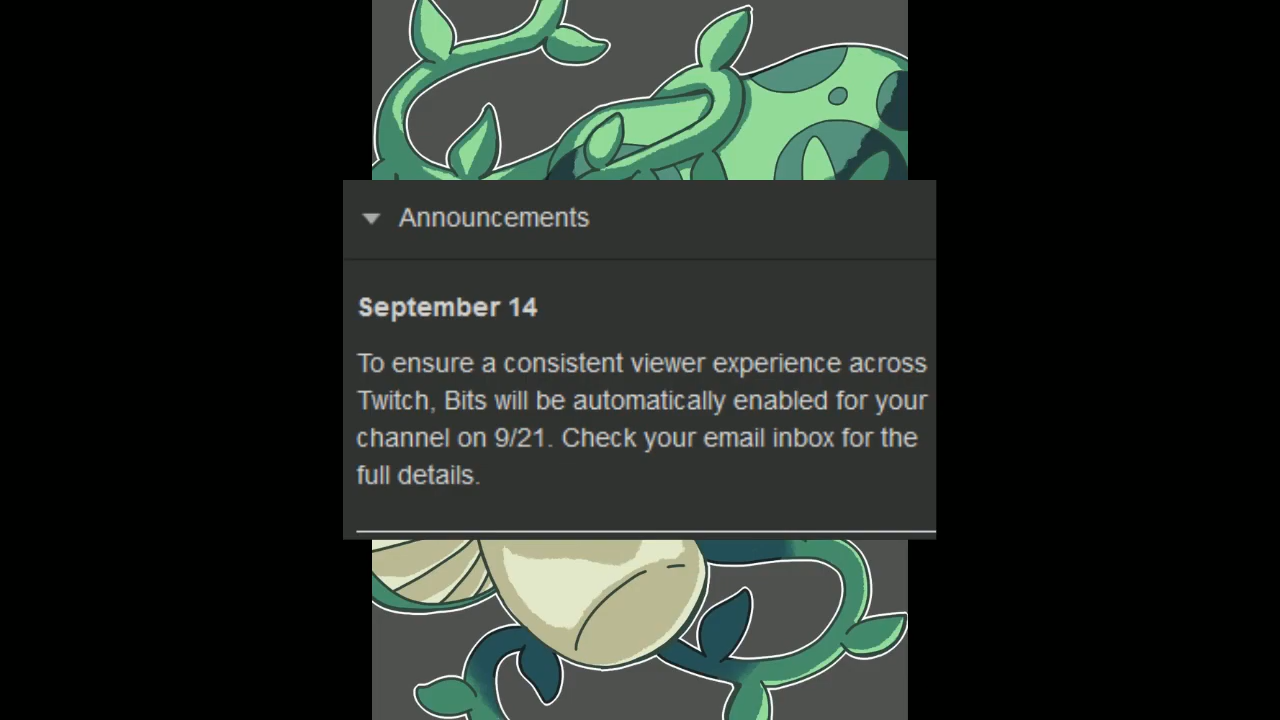 Announcements
September 14
To ensure a consistent viewer experience across
Twitch, Bits will be automatically enabled for your
channel on 9/21. Check your email inbox for the
full details.